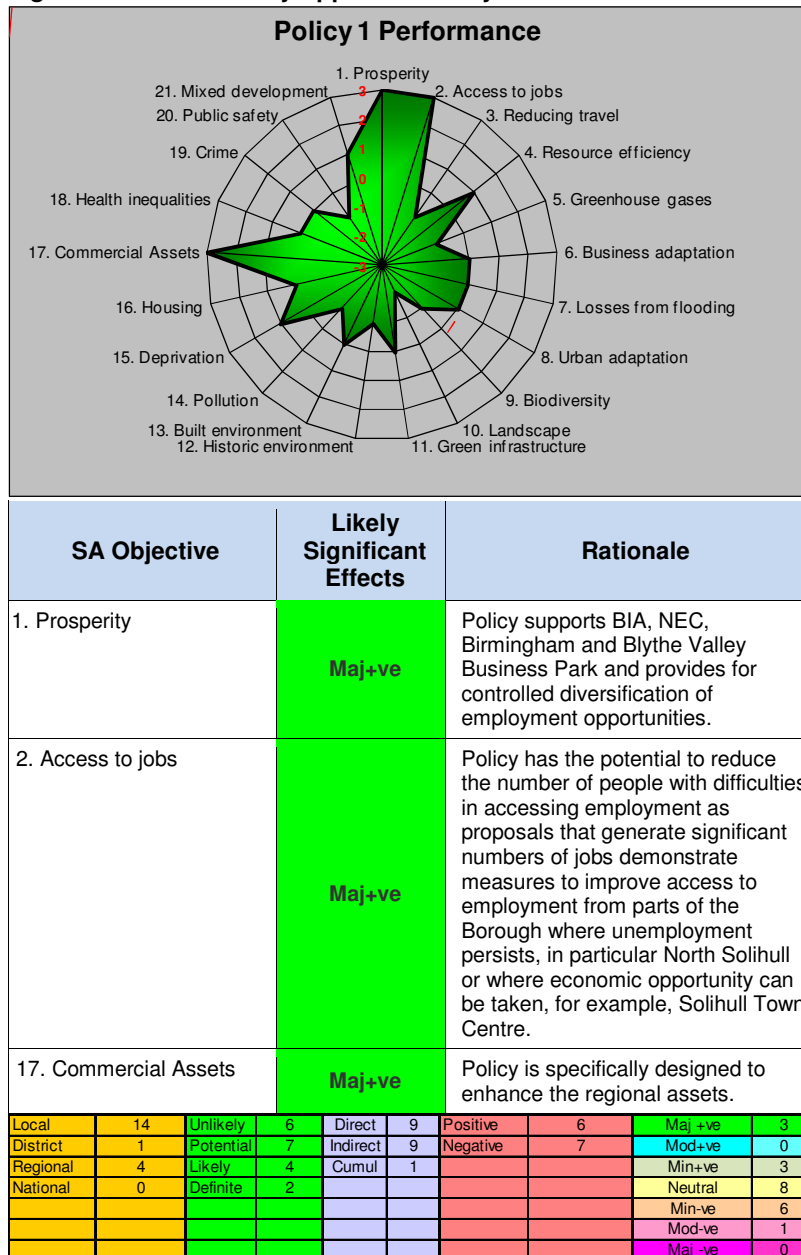 Policy 1 Performance
1. Prosperity
2. Access to jobs
3. Reducing travel
4. Resource efficiency
5. Greenhouse gases
6. Business adaptation
7. Losses from flooding
8. Urban adaptation
9. Biodiversity
10. Landscape
11. Green infrastructure
12. Historic environment
13. Built environment
14. Pollution
15. Deprivation
16. Housing
17. Commercial Assets
18. Health inequalities
19. Crime
20. Public safety
21. Mixed development
3
2
1
0
-1
-2
-3
SA Objective
Likely
Significant
Effects
Rationale
1. Prosperity
Maj+ve
Policy supports BIA, NEC,
Birmingham and Blythe Valley
Business Park and provides for
controlled diversification of
employment opportunities.
2. Access to jobs
Maj+ve
Policy has the potential to reduce
the number of people with difficulties
in accessing employment as
proposals that generate significant
numbers of jobs demonstrate
measures to improve access to
employment from parts of the
Borough where unemployment
persists, in particular North Solihull
or where economic opportunity can
be taken, for example, Solihull Town
Centre.
17. Commercial Assets
Maj+ve
Policy is specifically designed to
enhance the regional assets.
Local 14 Unlikely 6 Direct 9 Positive 6 Maj +ve 3
District 1 Potential 7 Indirect 9 Negative 7 Mod+ve 0
Regional 4 Likely 4 Cumul 1 Min+ve 3
National 0 Definite 2 Neutral 8
Min-ve 6
Mod-ve 1
Maj -ve 0